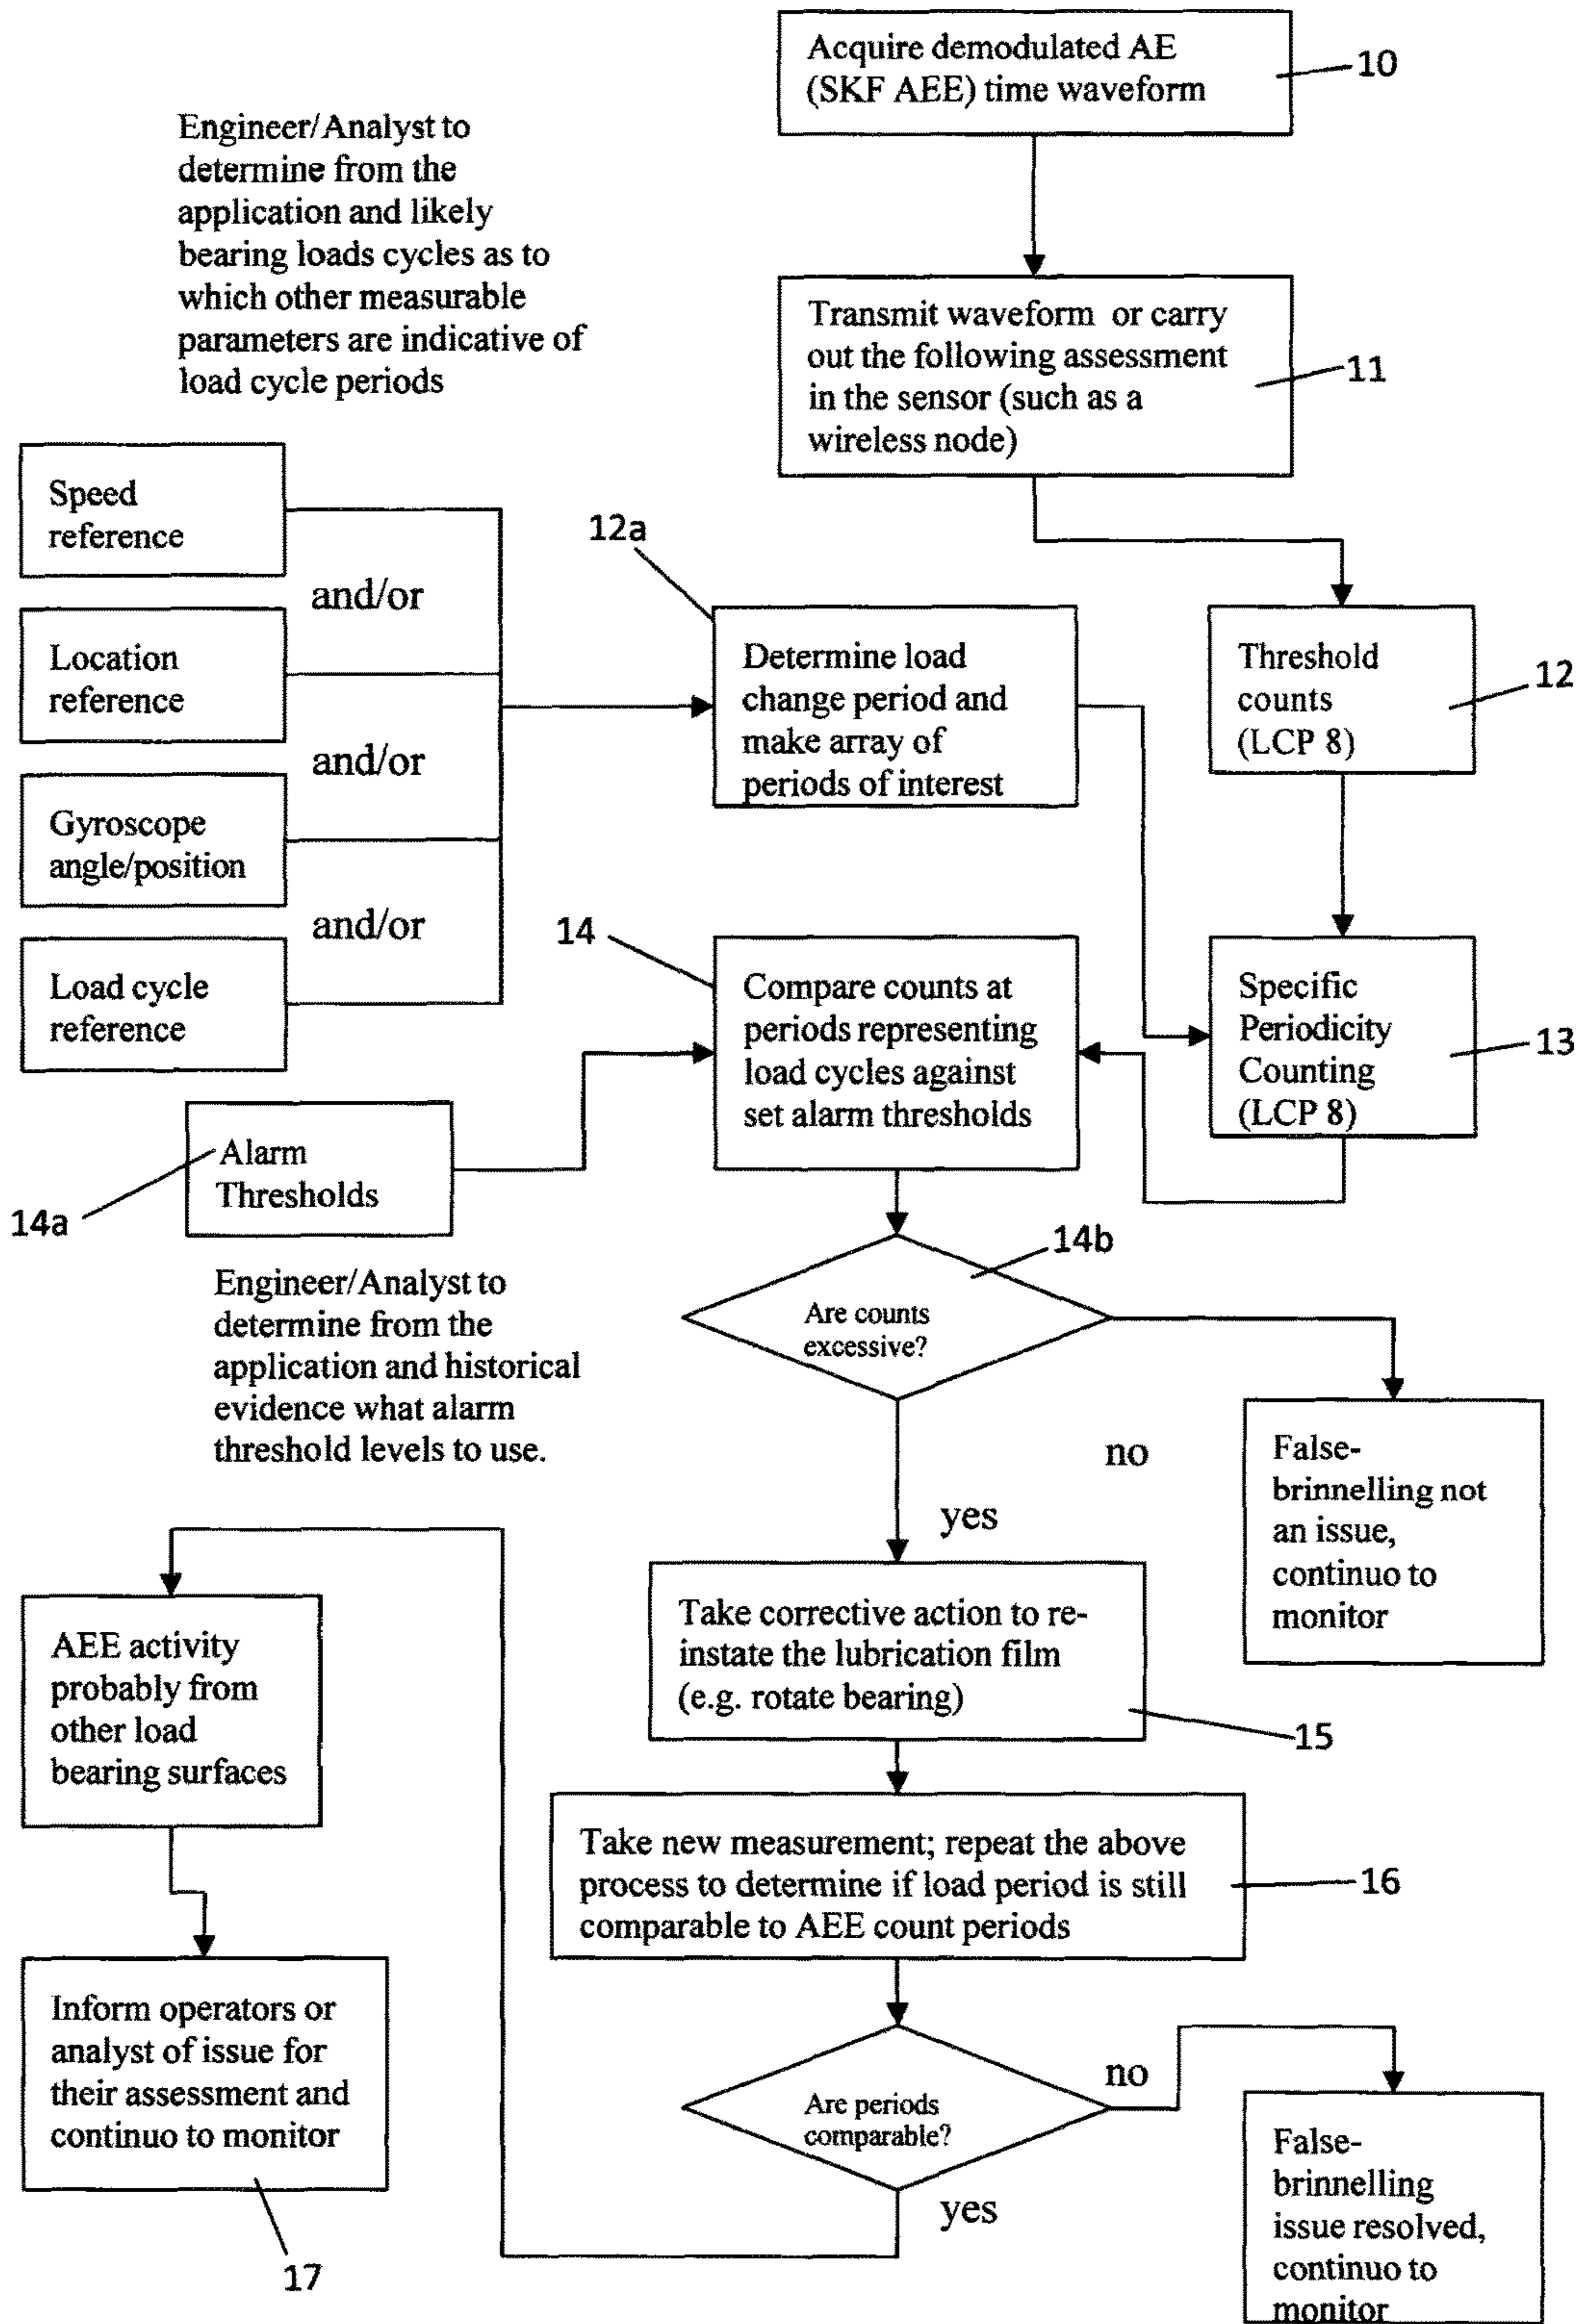 Acquire demodulated AE
(SKF AEE) time waveform
10
Engineer/Analyst to
determine from the
application and likely
bearing loads cycles as to
which other measurable
parameters are indicative of
load cycle periods
Transmit waveform or carry
out the following assessment
in the sensor (such as a
wireless node)
11
Speed
reference
and/or
Location
reference
and/or
Gyroscope
angle/position
and/or
Load cycle
reference
12a
Determine load
change period and
make array of
periods of interest
Threshold
counts
(LCP 8)
12
14
Compare counts at
periods representing
load cycles against
set alarm thresholds
Specific
Periodicity
Counting
(LCP 8)
13
Alarm
Thresholds
14a
Engineer/Analyst to
determine from the
application and historical
evidence what alarm
threshold levels to use.
14b
Are counts
excessive?
no
yes
False-
brinnelling not
an issue,
continuo to
monitor
Take corrective action to re-
instate the lubrication film
(e.g. rotate bearing)
15
Take new measurement; repeat the above
process to determine if load period is still
comparable to AEE count periods
16
Are periods
comparable?
no
yes
False-
brinnelling
issue resolved,
continuo to
monitor
AEE activity
probably from
other load
bearing surfaces
Inform operators or
analyst of issue for
their assessment and
continuo to monitor
17